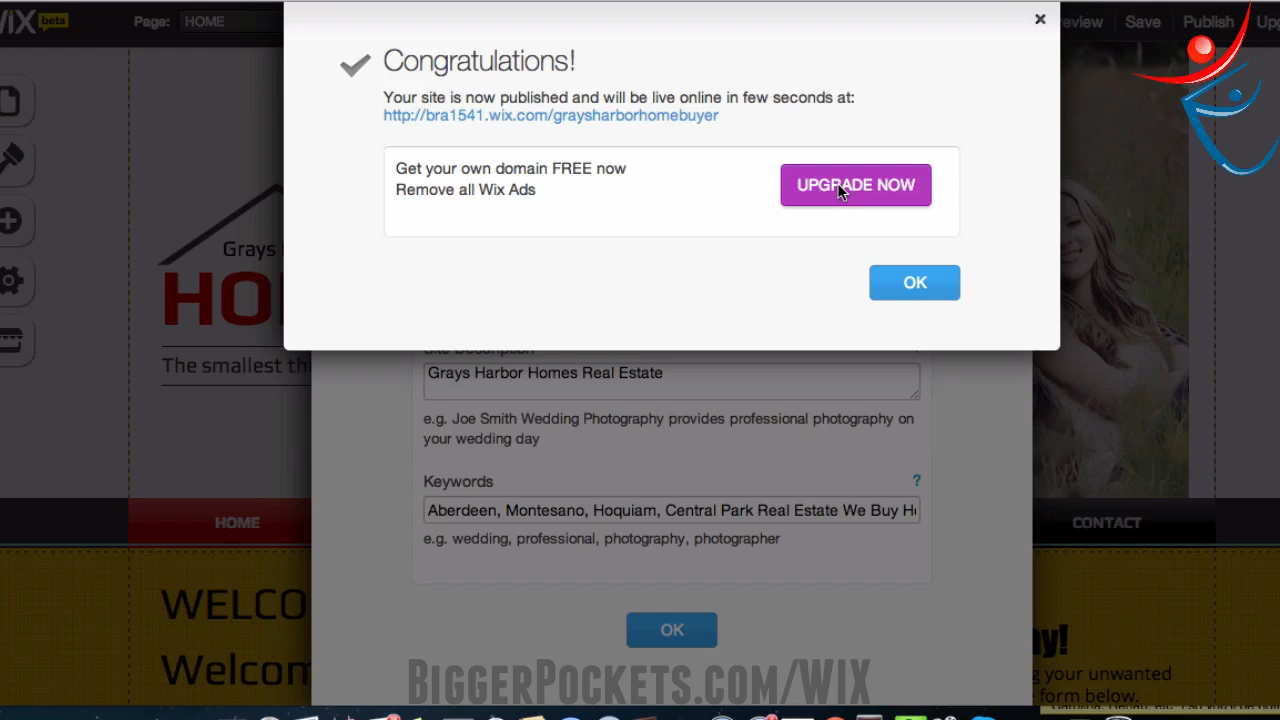 WIX beta
Page: HOME
eview Save Publish Upg
Congratulations!
Your site is now published and will be live online in few seconds at:
http://bra1541.wix.com/graysharborhomebuyer
Get your own domain FREE now
Remove all Wix Ads
UPGRADE NOW
OK
Grays
HO
The smallest th
Site Description
Grays Harbor Homes Real Estate
e.g. Joe Smith Wedding Photography provides professional photography on
your wedding day
Keywords ?
Aberdeen, Montesano, Hoquiam, Central Park Real Estate We Buy H
e.g. wedding, professional, photography, photographer
OK
HOME
CONTACT
WELCO
Welcom
y!
g your unwanted
form below.
BIGGERPOCKETS.COM/WIX